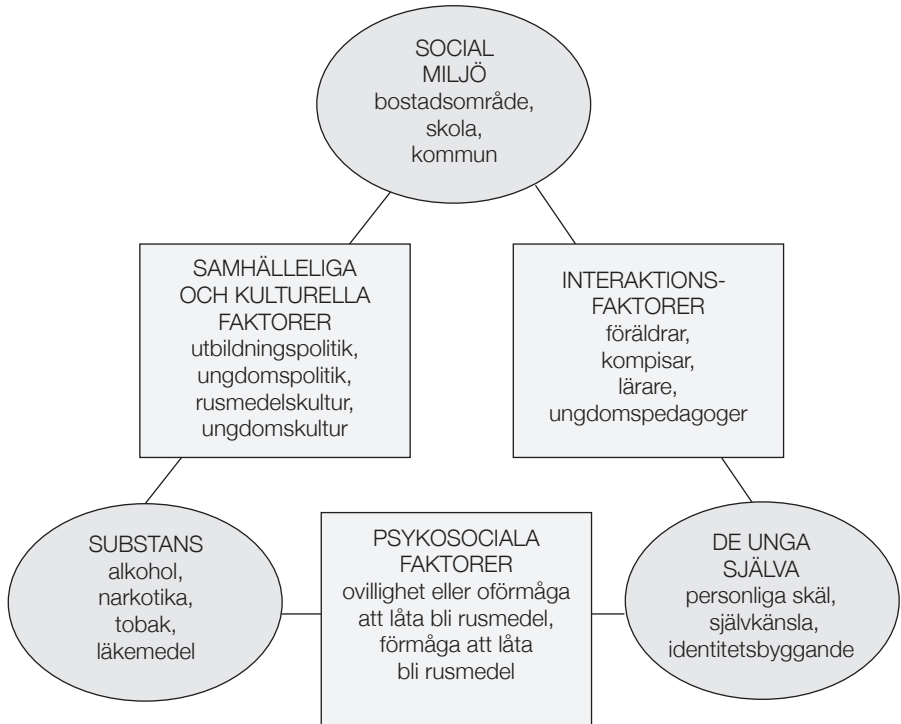 SOCIAL
MILJÖ
bostadsområde,
skola,
kommun
SAMHÄLLELIGA
OCH KULTURELLA
FAKTORER
utbildningspolitik,
ungdomspolitik,
rusmedelskultur,
ungdomskultur
INTERAKTIONS-
FAKTORER
föräldrar,
kompisar,
lärare,
ungdomspedagoger
SUBSTANS
alkohol,
narkotika,
tobak,
läkemedel
PSYKOSOCIALA
FAKTORER
ovillighet eller oförmåga
att låta bli rusmedel,
förmåga att låta
bli rusmedel
DE UNGA
SJÄLVA
personliga skäl,
självkänsla,
identitetsbyggande